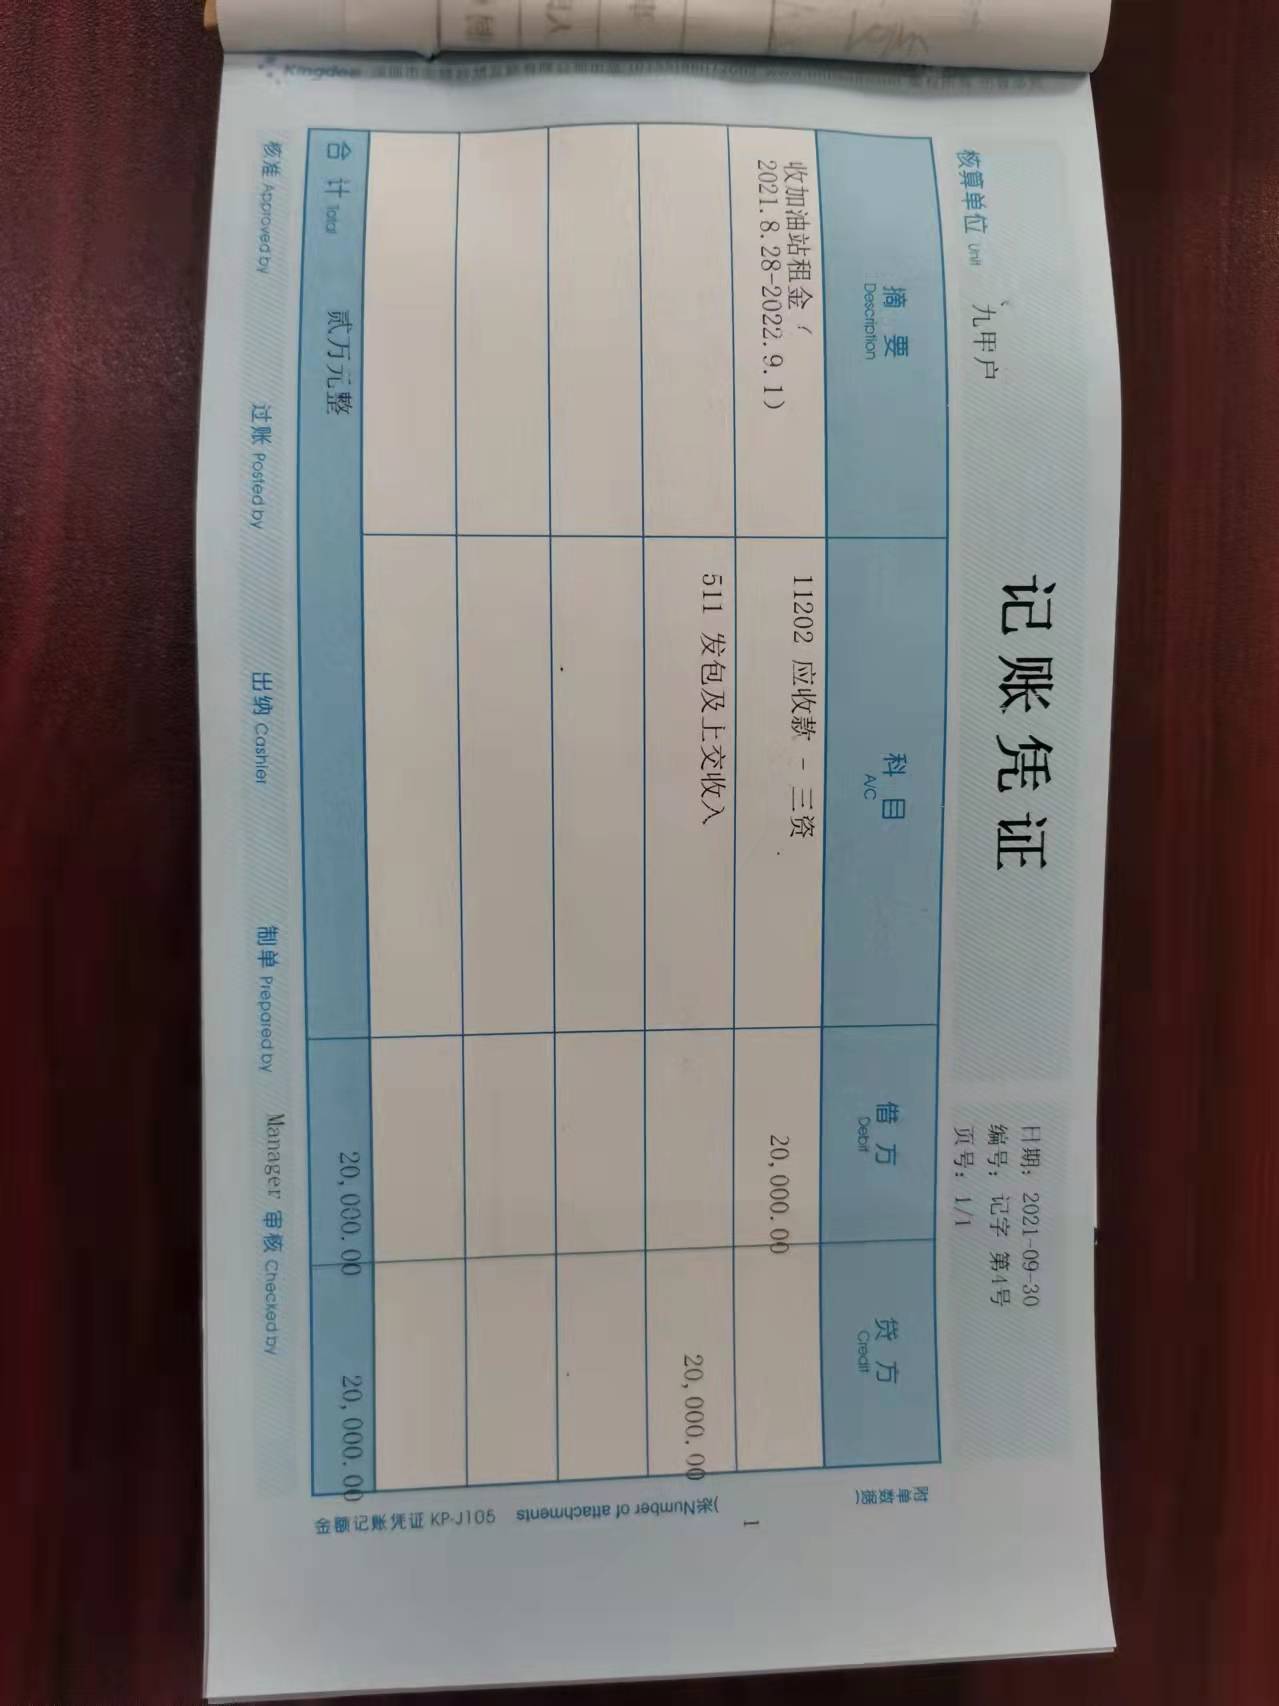 Kingdee
记账凭证
日期: 2021-09-30
编号: 记字 第4号
页号: 1/1
核算单位 Unit 九甲户
摘要 科目 借方 贷方
Description A/C Debit Credit
收加油站租金( 11202 应收款 - 三资 20,000.00
2021.8.28-2022.9.1)
511 发包及上交收入 20,000.00
合计 Total 贰万元整 20,000.00 20,000.00
附单据数(
1
张Number of attachments)
金额记账凭证 KP-J105
核准 Approved by 过账 Posted by 出纳 Cashier 制单 Prepared by Manager 审核 Checked by